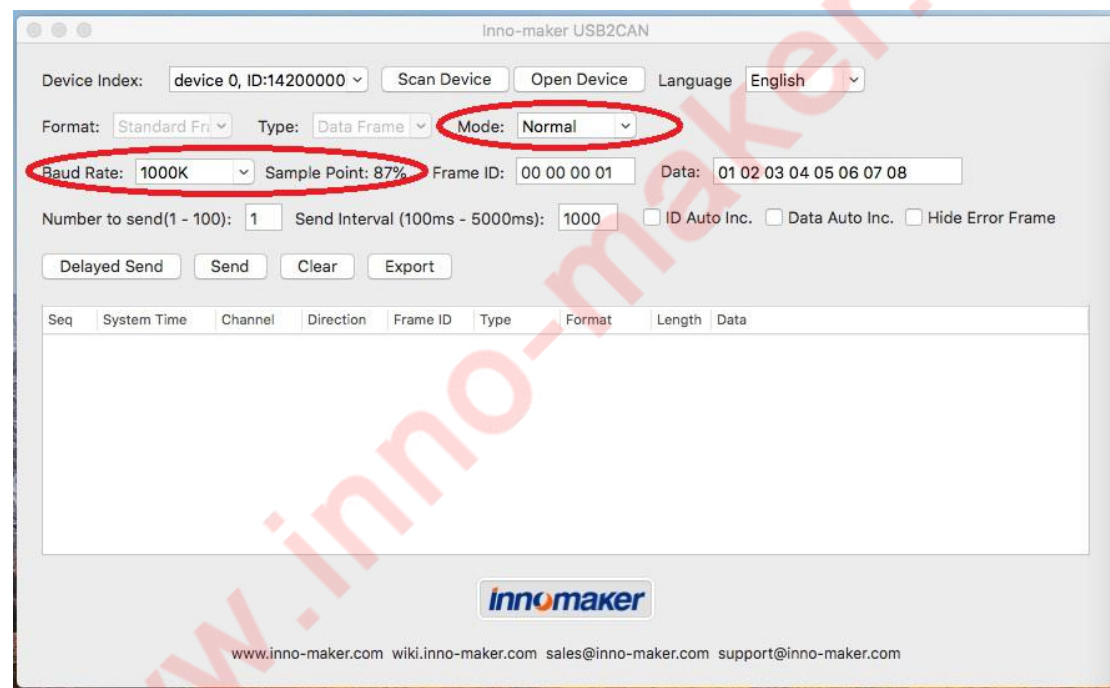 Inno-maker USB2CAN
Device Index: device 0, ID:14200000 Scan Device Open Device Language English
Format: Standard Fr Type: Data Frame Mode: Normal
Baud Rate: 1000K Sample Point: 87% Frame ID: 00 00 00 01 Data: 01 02 03 04 05 06 07 08
Number to send(1 - 100): 1 Send Interval (100ms - 5000ms): 1000 ID Auto Inc. Data Auto Inc. Hide Error Frame
Delayed Send Send Clear Export
Seq System Time Channel Direction Frame ID Type Format Length Data
innomaker
www.inno-maker.com wiki.inno-maker.com sales@inno-maker.com support@inno-maker.com
w.inno-maker.